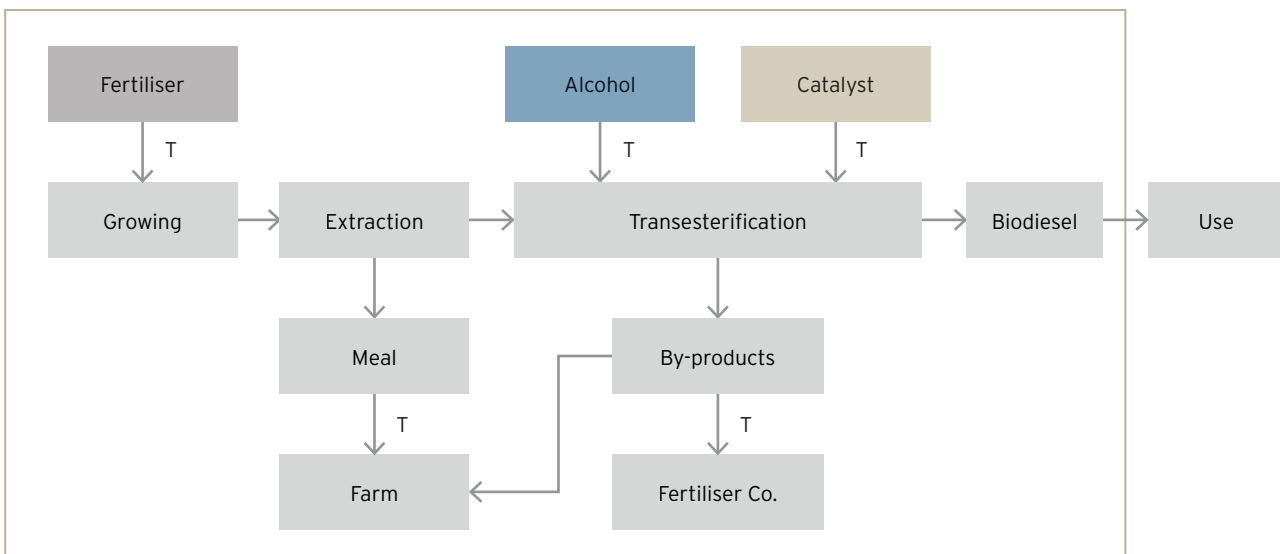 Fertiliser
Alcohol
Catalyst
T
T
T
Growing
Extraction
Transesterification
Biodiesel
Use
Meal
By-products
T
T
Farm
Fertiliser Co.